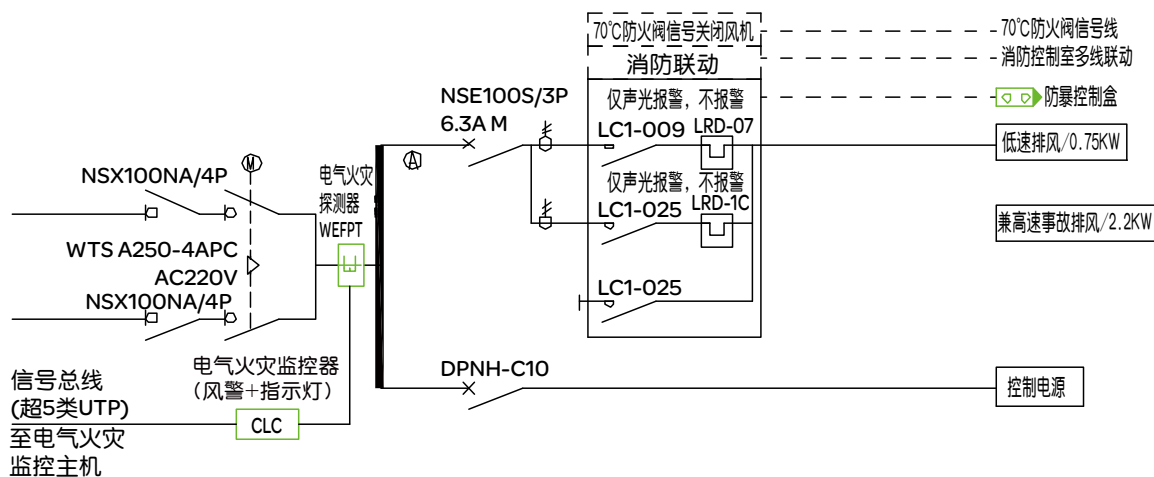 70℃防火阀信号关闭风机
70℃防火阀信号线
消防联动
消防控制室多线联动
防暴控制盒
NSE100S/3P
6.3A M
仅声光报警，不报警
LC1-009
LRD-07
低速排风/0.75KW
A
M
NSX100NA/4P
电气火灾
探测器
WEFPT
仅声光报警，不报警
LRD-1C
LC1-025
兼高速事故排风/2.2KW
WTS A250-4APC
AC220V
NSX100NA/4P
LC1-025
电气火灾监控器
(风警+指示灯)
DPNH-C10
控制电源
信号总线
(超5类UTP)
CLC
至电气火灾
监控主机